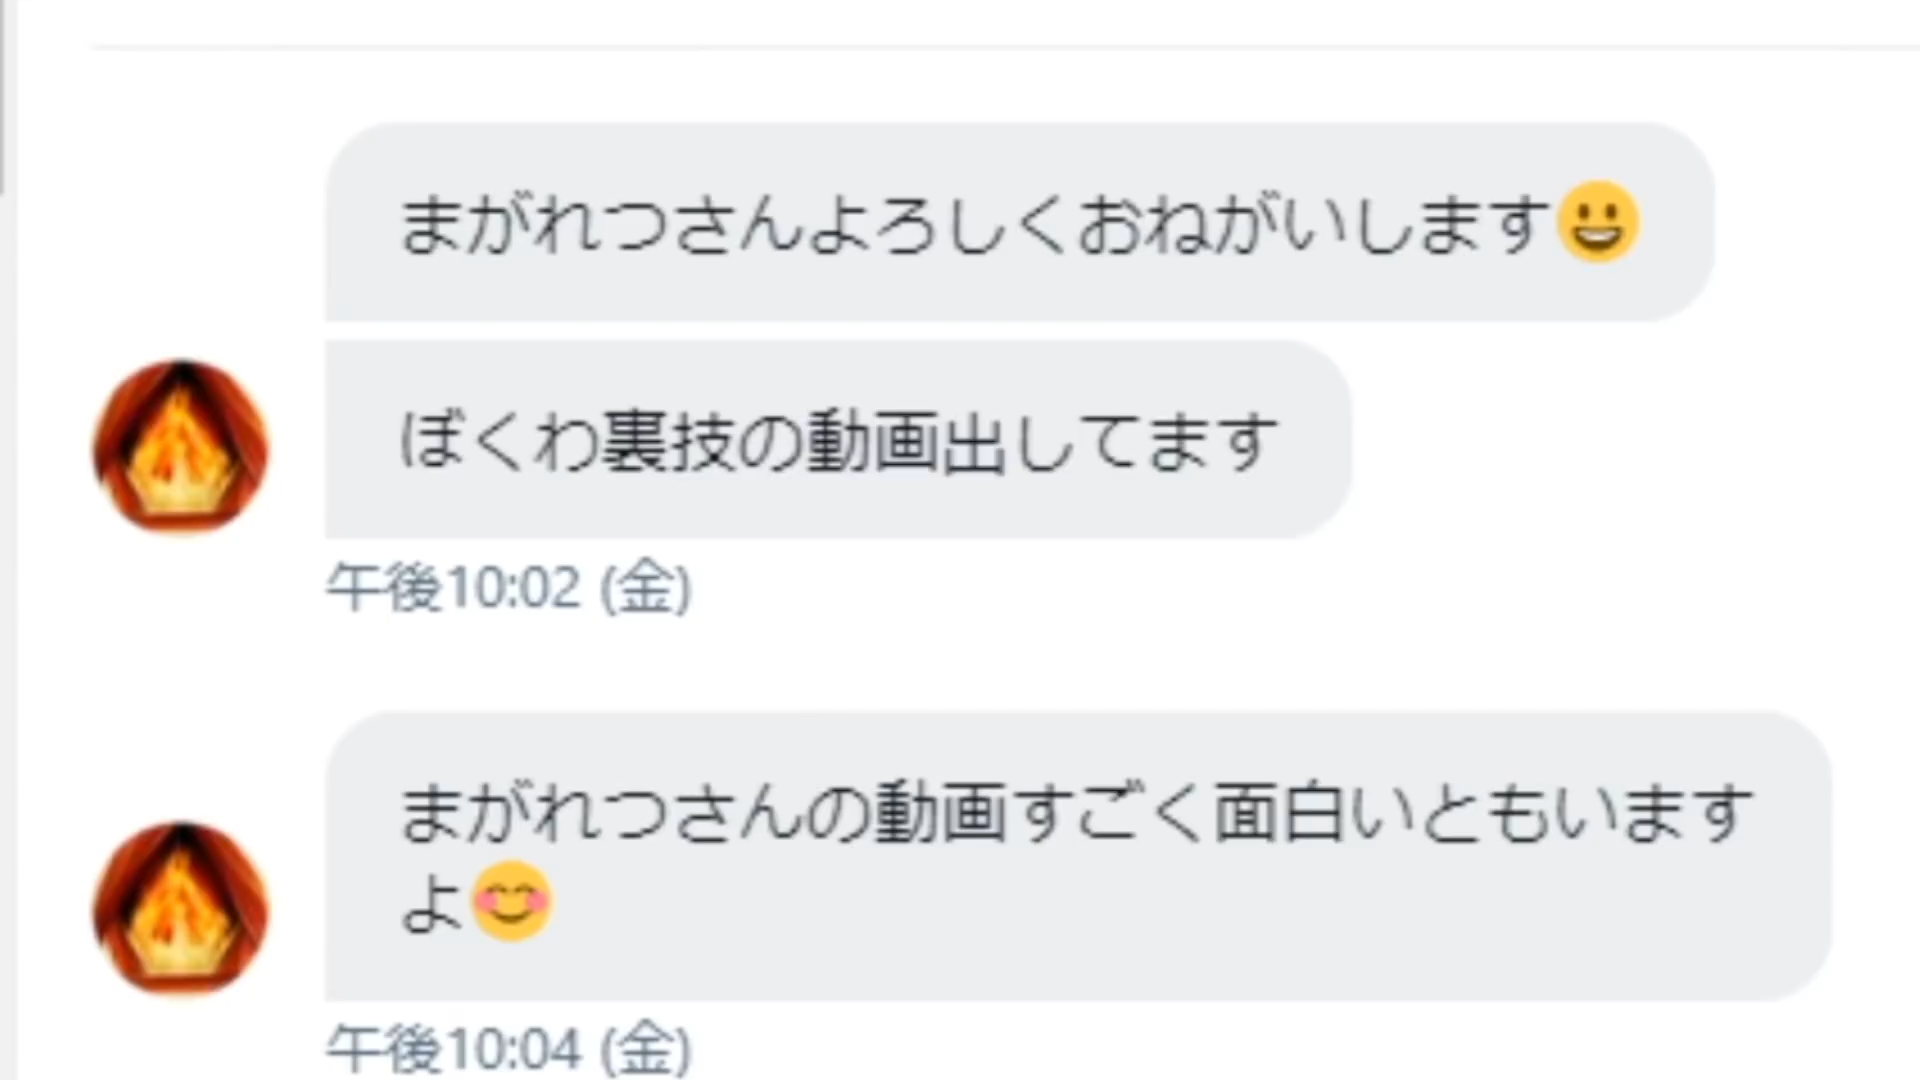 まがれつさんよろしくおねがいします😀
ぼくわ裏技の動画出してます
午後10:02 (金)
まがれつさんの動画すごく面白いともいます
よ😊
午後10:04 (金)